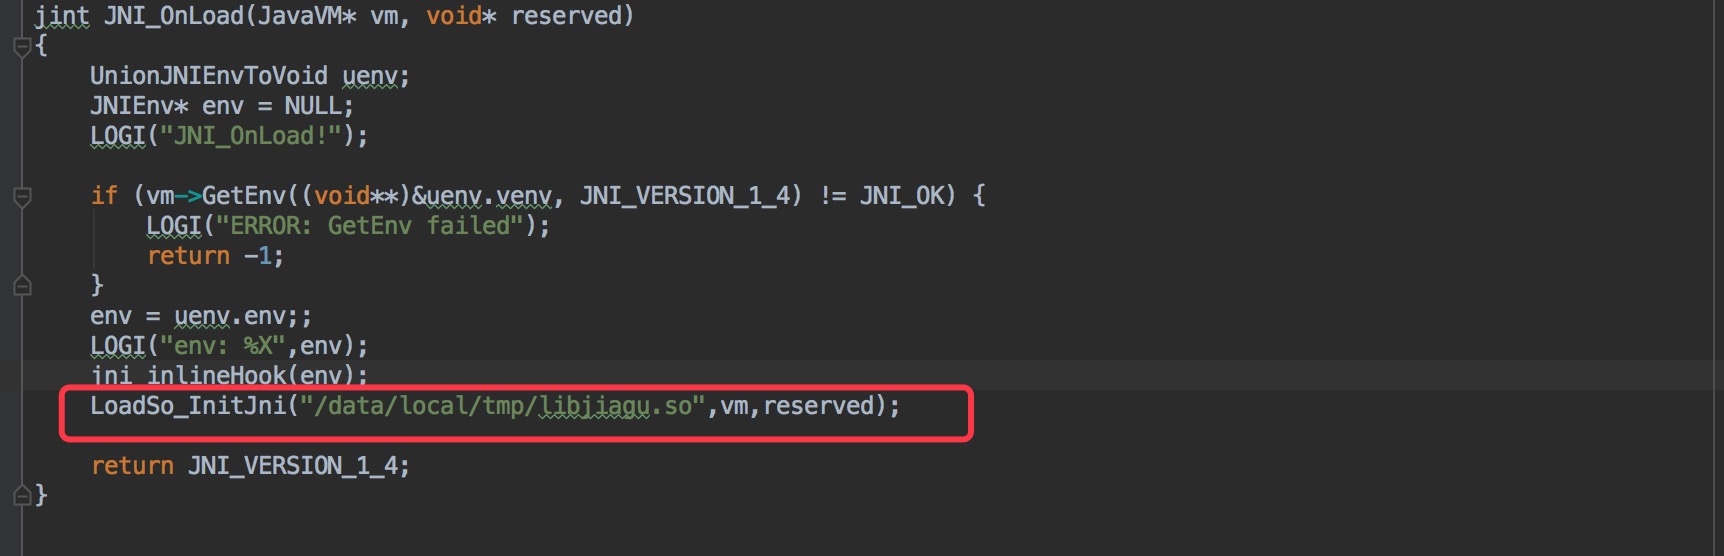 jint JNI_OnLoad(JavaVM* vm, void* reserved)
{
UnionJNIEnvToVoid uenv;
JNIEnv* env = NULL;
LOGI("JNI_OnLoad!");
if (vm->GetEnv((void**)&uenv.venv, JNI_VERSION_1_4) != JNI_OK) {
LOGI("ERROR: GetEnv failed");
return -1;
}
env = uenv.env;;
LOGI("env: %X",env);
jni_inlineHook(env);
LoadSo_InitJni("/data/local/tmp/libjiagu.so",vm,reserved);
return JNI_VERSION_1_4;
}